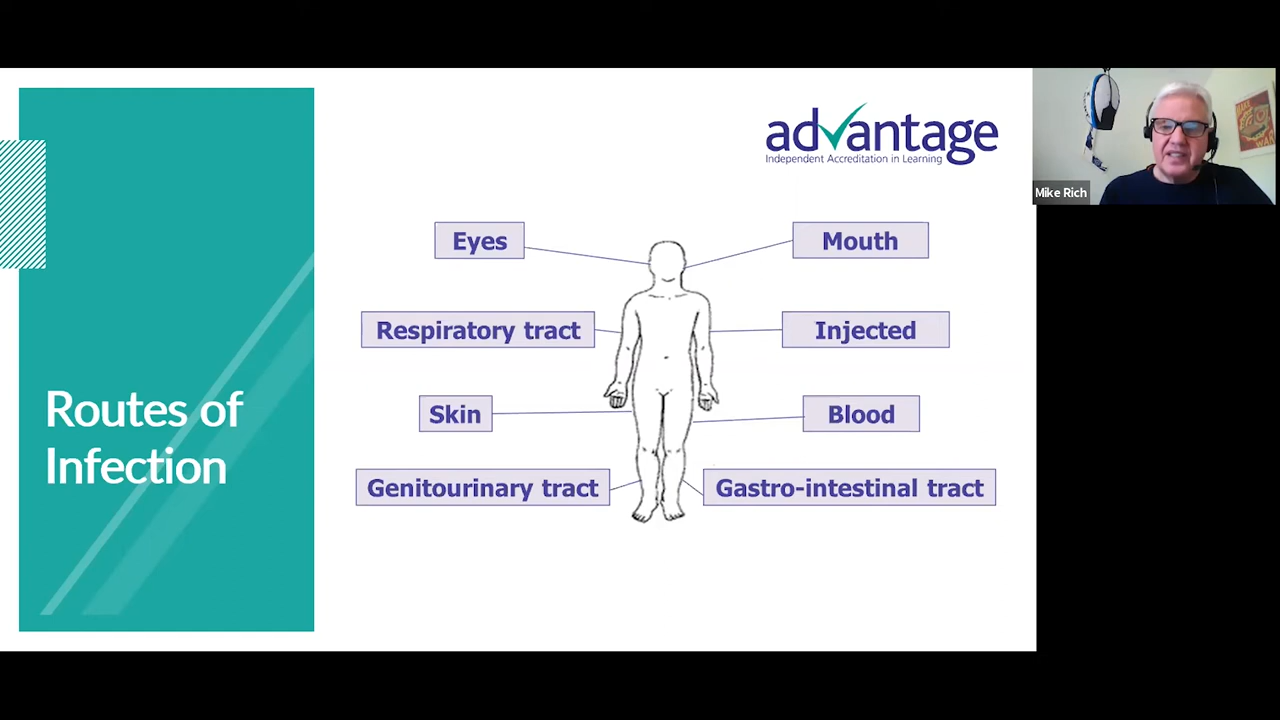 advantage
Independent Accreditation in Learning
Mike Rich
Eyes
Mouth
Respiratory tract
Injected
Skin
Blood
Genitourinary tract
Gastro-intestinal tract
Routes of
Infection